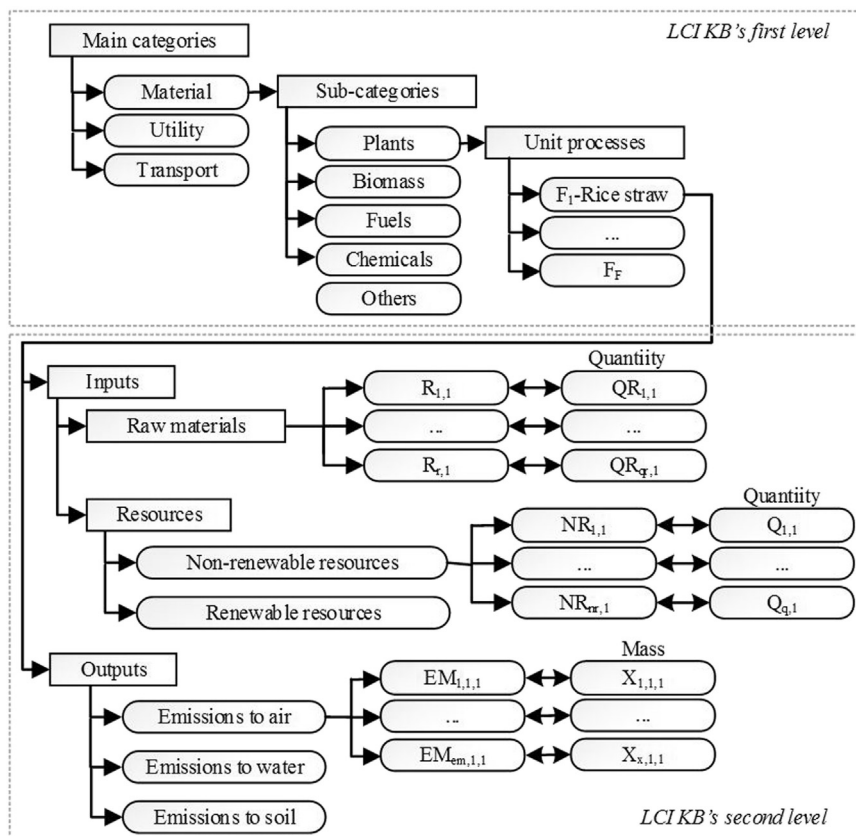 LCI KB's first level
Main categories
Material
Utility
Transport
Sub-categories
Plants
Biomass
Fuels
Chemicals
Others
Unit processes
F1-Rice straw
...
FF
Inputs
Raw materials
Quantiity
R1,1
QR1,1
...
...
Rr,1
QRqr,1
Resources
Quantiity
Non-renewable resources
NR1,1
Q1,1
...
...
NRnr,1
Qq,1
Renewable resources
Outputs
Mass
Emissions to air
EM1,1,1
X1,1,1
...
...
EMem,1,1
Xx,1,1
Emissions to water
Emissions to soil
LCI KB's second level